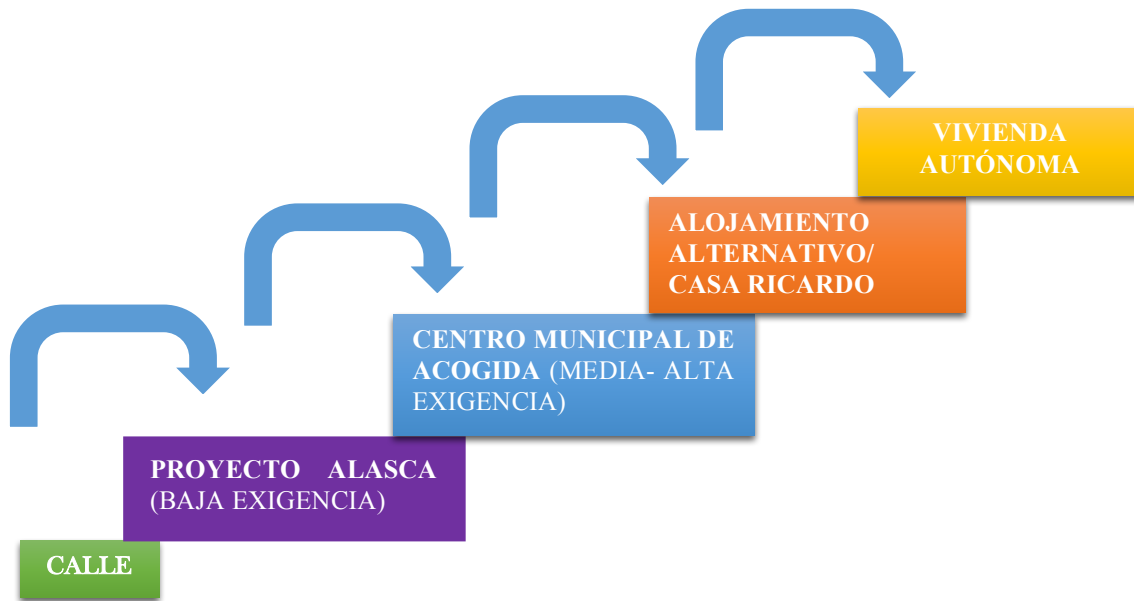 VIVIENDA
AUTÓNOMA
ALOJAMIENTO
ALTERNATIVO/
CASA RICARDO
CENTRO MUNICIPAL DE
ACOGIDA (MEDIA- ALTA
EXIGENCIA)
PROYECTO ALASCA
(BAJA EXIGENCIA)
CALLE